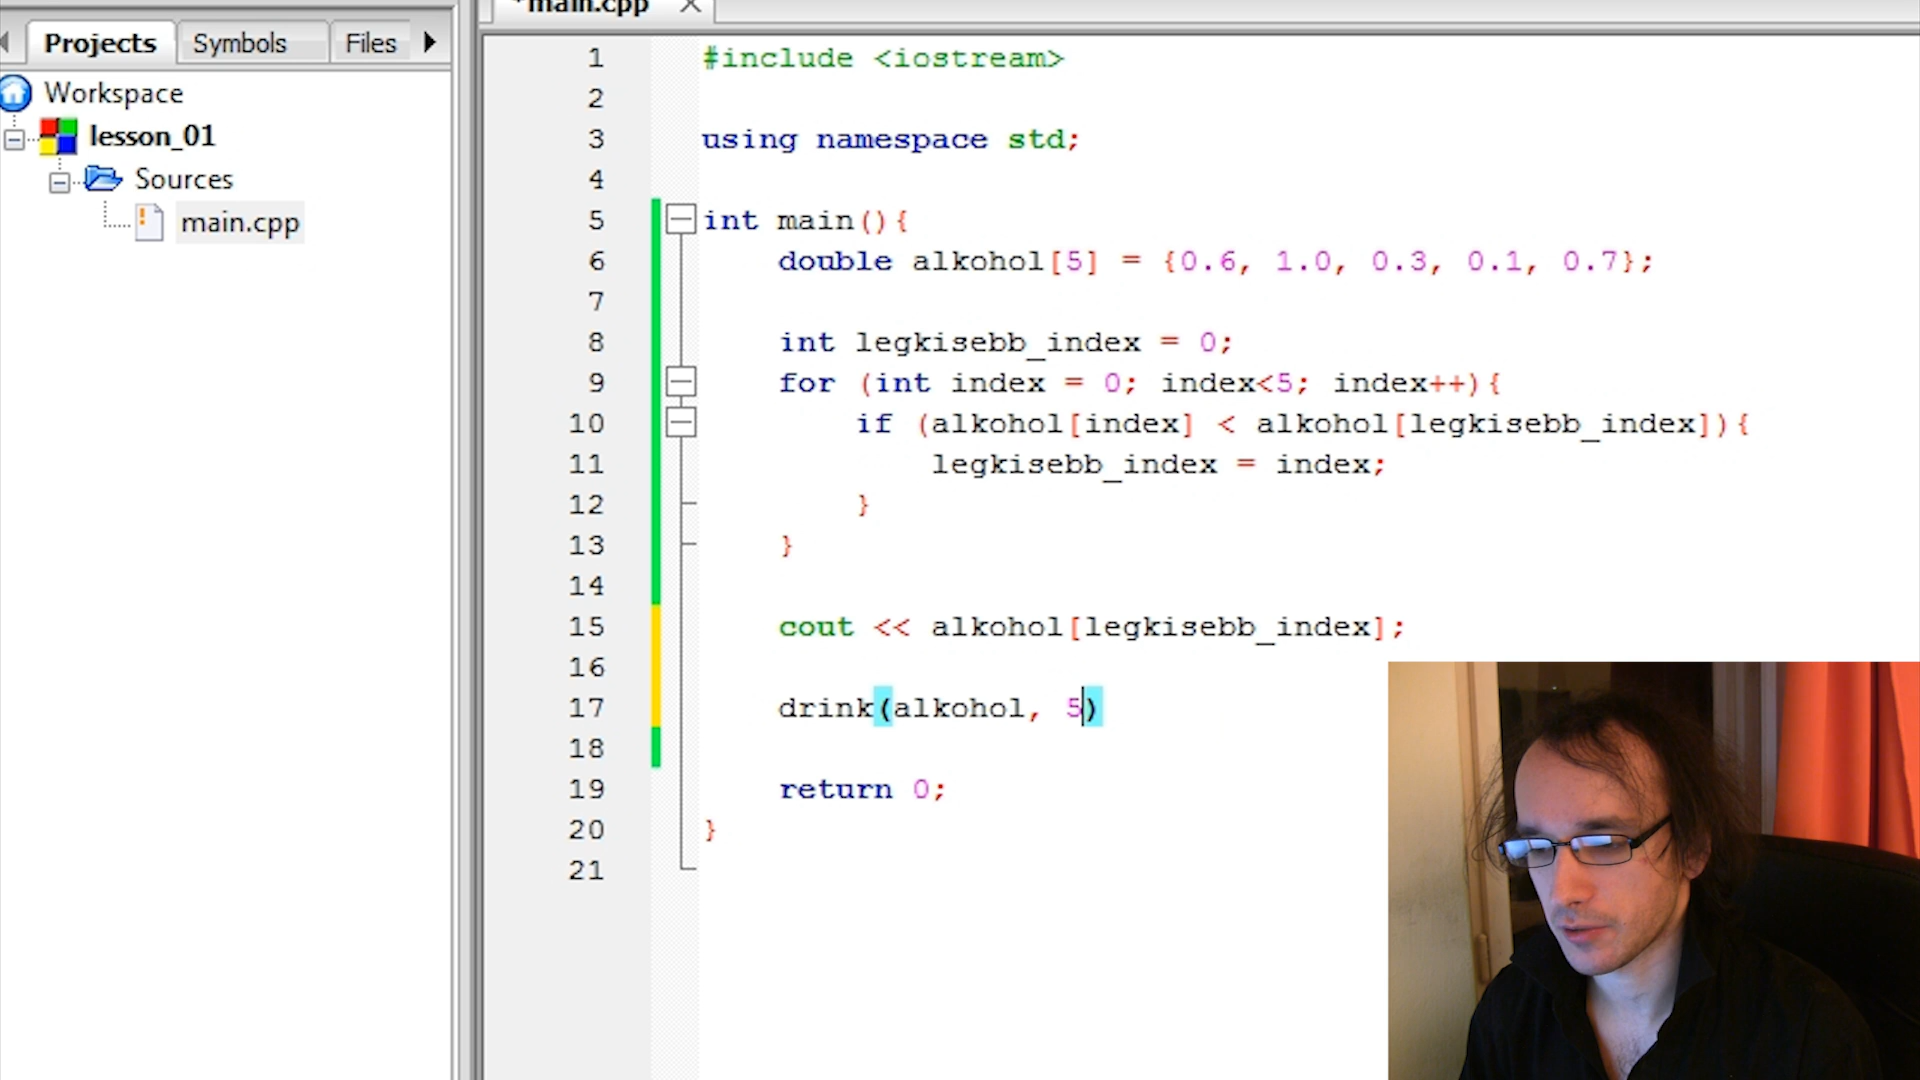 *main.cpp
Projects Symbols Files
Workspace
lesson_01
Sources
main.cpp
1 #include <iostream>
2
3 using namespace std;
4
5 int main(){
6 double alkohol[5] = {0.6, 1.0, 0.3, 0.1, 0.7};
7
8 int legkisebb_index = 0;
9 for (int index = 0; index<5; index++){
10 if (alkohol[index] < alkohol[legkisebb_index]){
11 legkisebb_index = index;
12 }
13 }
14
15 cout << alkohol[legkisebb_index];
16
17 drink(alkohol, 5)
18
19 return 0;
20 }
21